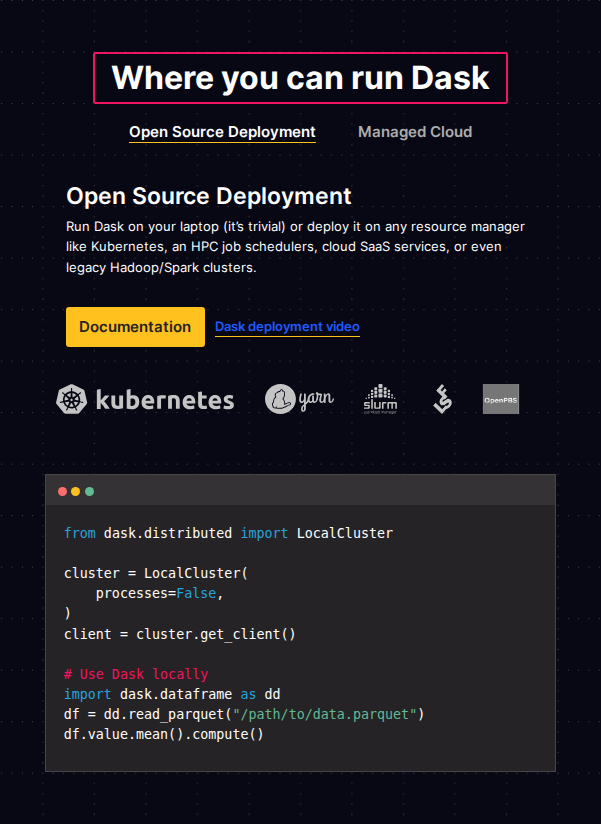 Where you can run Dask
Open Source Deployment Managed Cloud
Open Source Deployment
Run Dask on your laptop (it’s trivial) or deploy it on any resource manager
like Kubernetes, an HPC job schedulers, cloud SaaS services, or even
legacy Hadoop/Spark clusters.
Documentation Dask deployment video
kubernetes yarn slurm OpenPBS
from dask.distributed import LocalCluster
cluster = LocalCluster(
    processes=False,
)
client = cluster.get_client()
# Use Dask locally
import dask.dataframe as dd
df = dd.read_parquet("/path/to/data.parquet")
df.value.mean().compute()